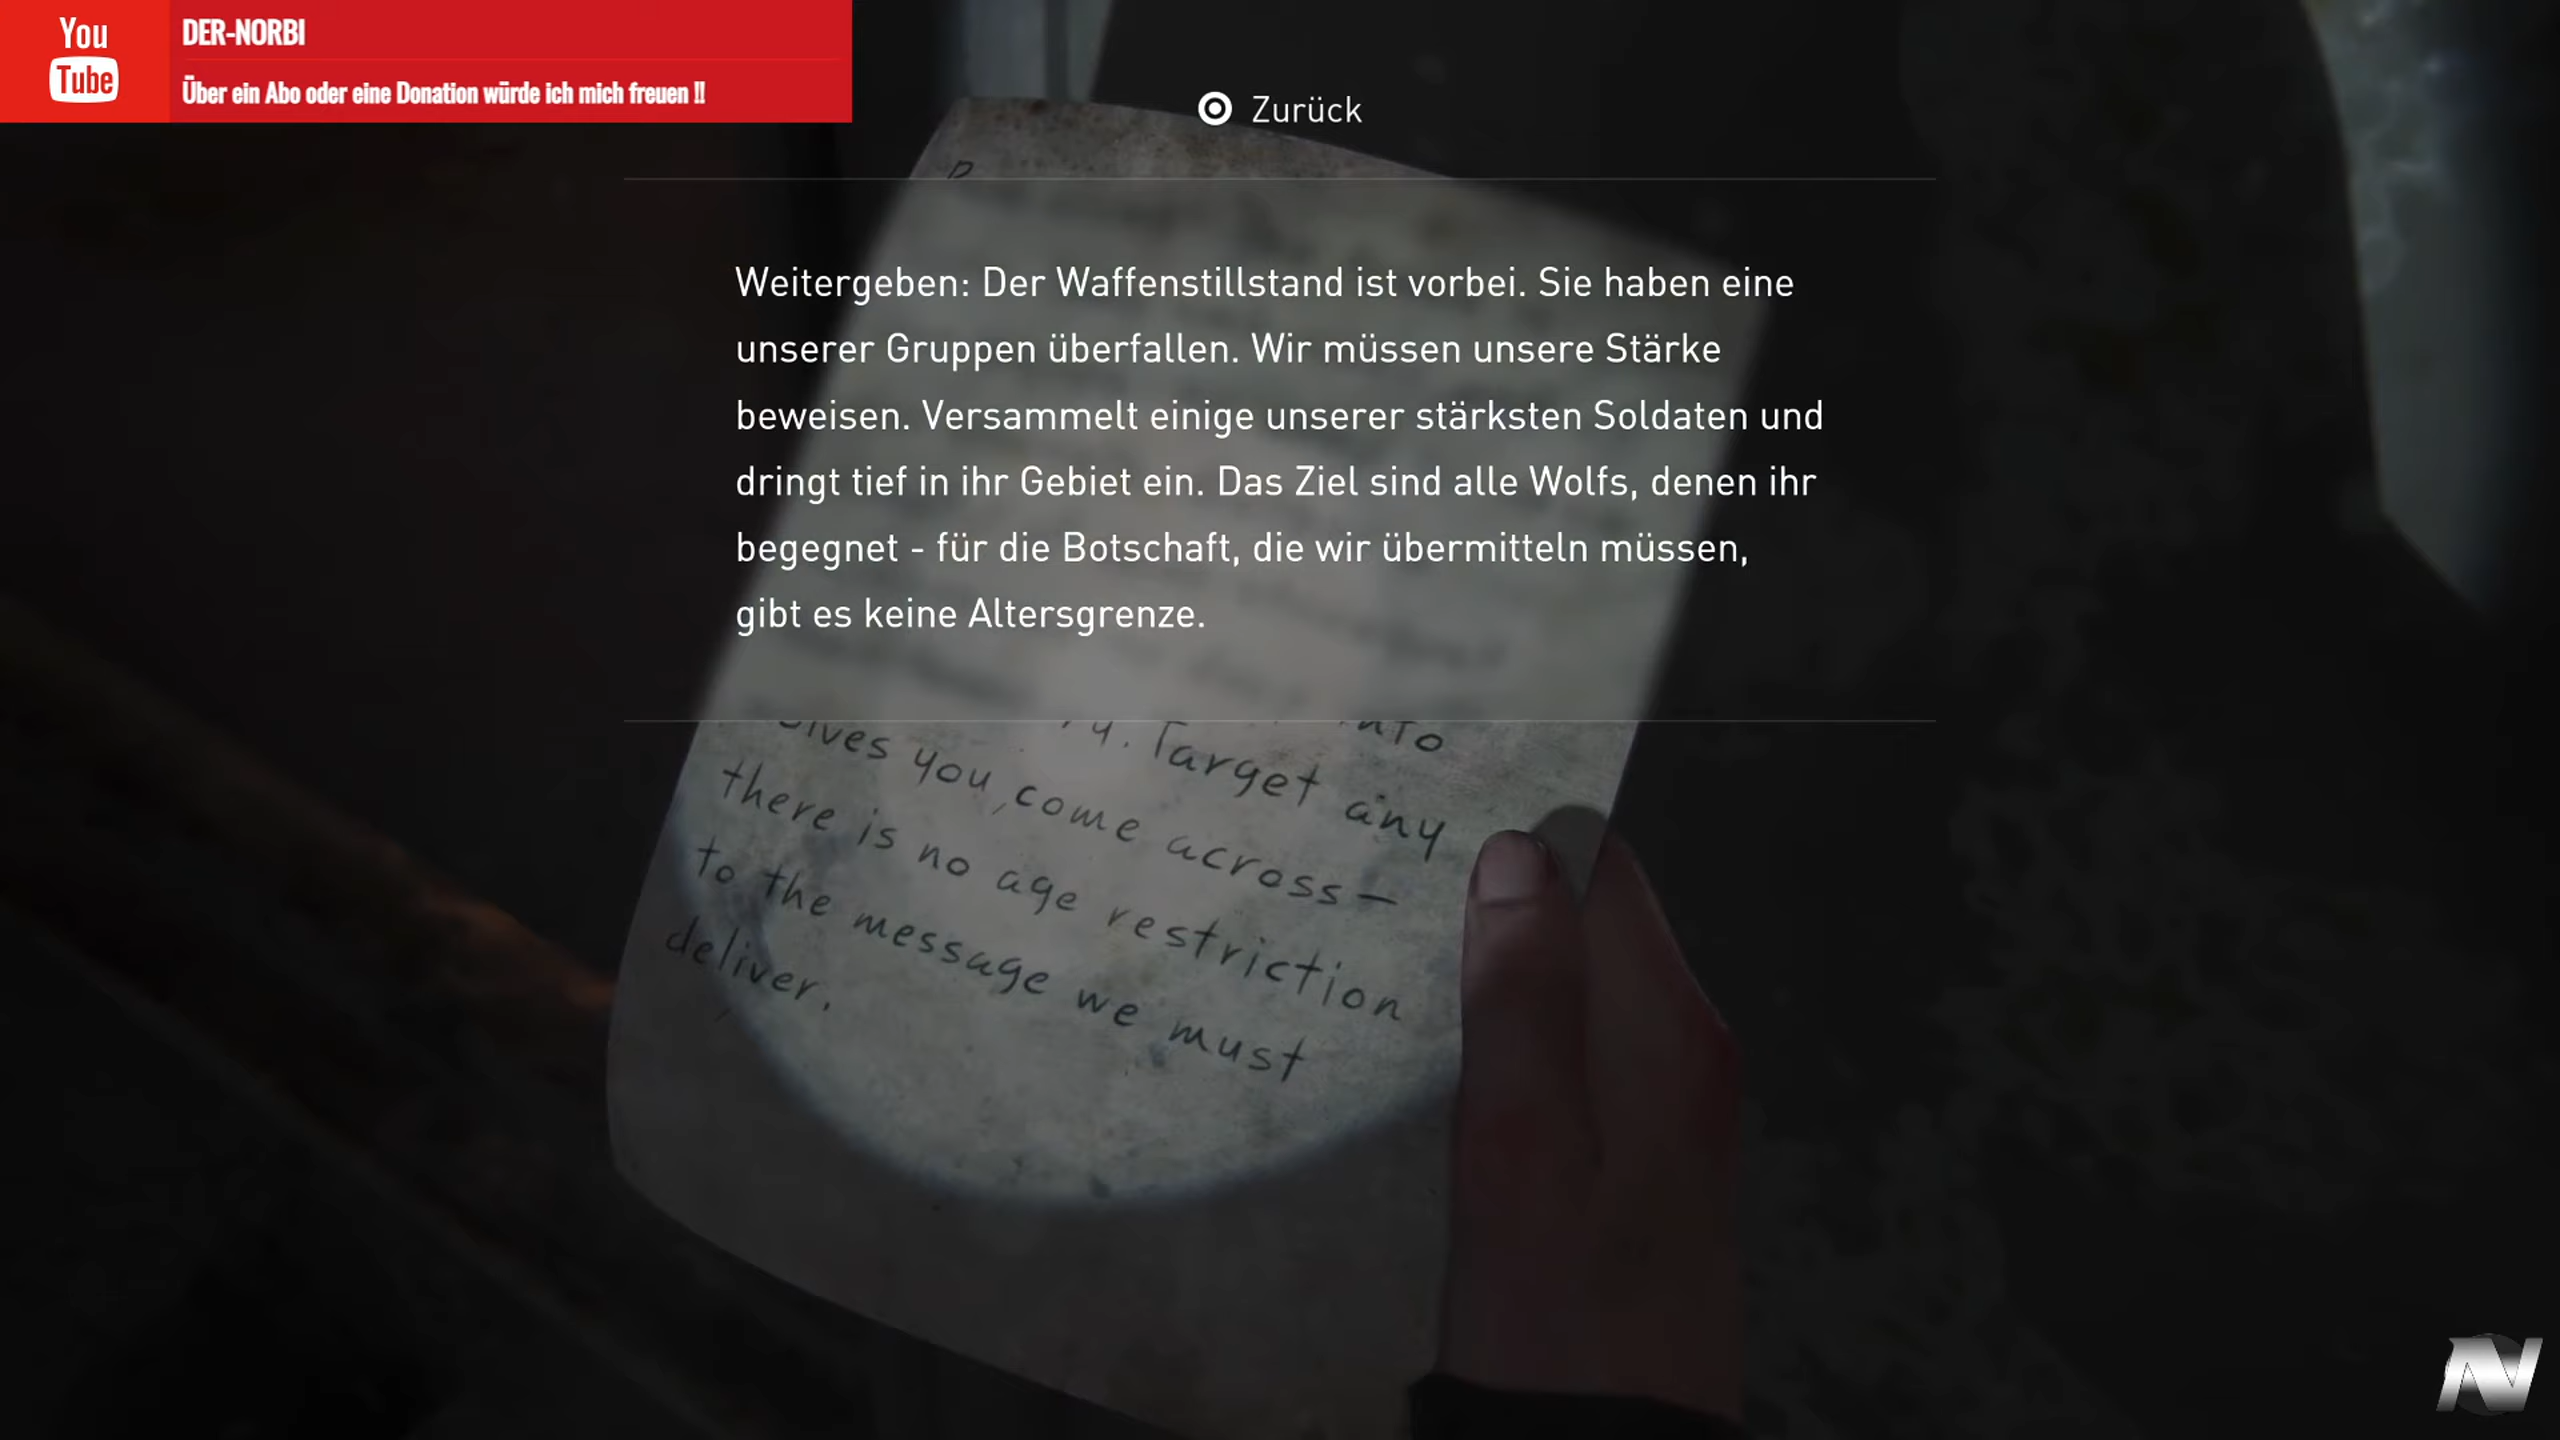 You
Tube
DER-NORBI
Über ein Abo oder eine Donation würde ich mich freuen !!
Zurück
Weitergeben: Der Waffenstillstand ist vorbei. Sie haben eine
unserer Gruppen überfallen. Wir müssen unsere Stärke
beweisen. Versammelt einige unserer stärksten Soldaten und
dringt tief in ihr Gebiet ein. Das Ziel sind alle Wolfs, denen ihr
begegnet - für die Botschaft, die wir übermitteln müssen,
gibt es keine Altersgrenze.
Target any
you come across—
there is no age restriction
to the message we must
deliver.
N